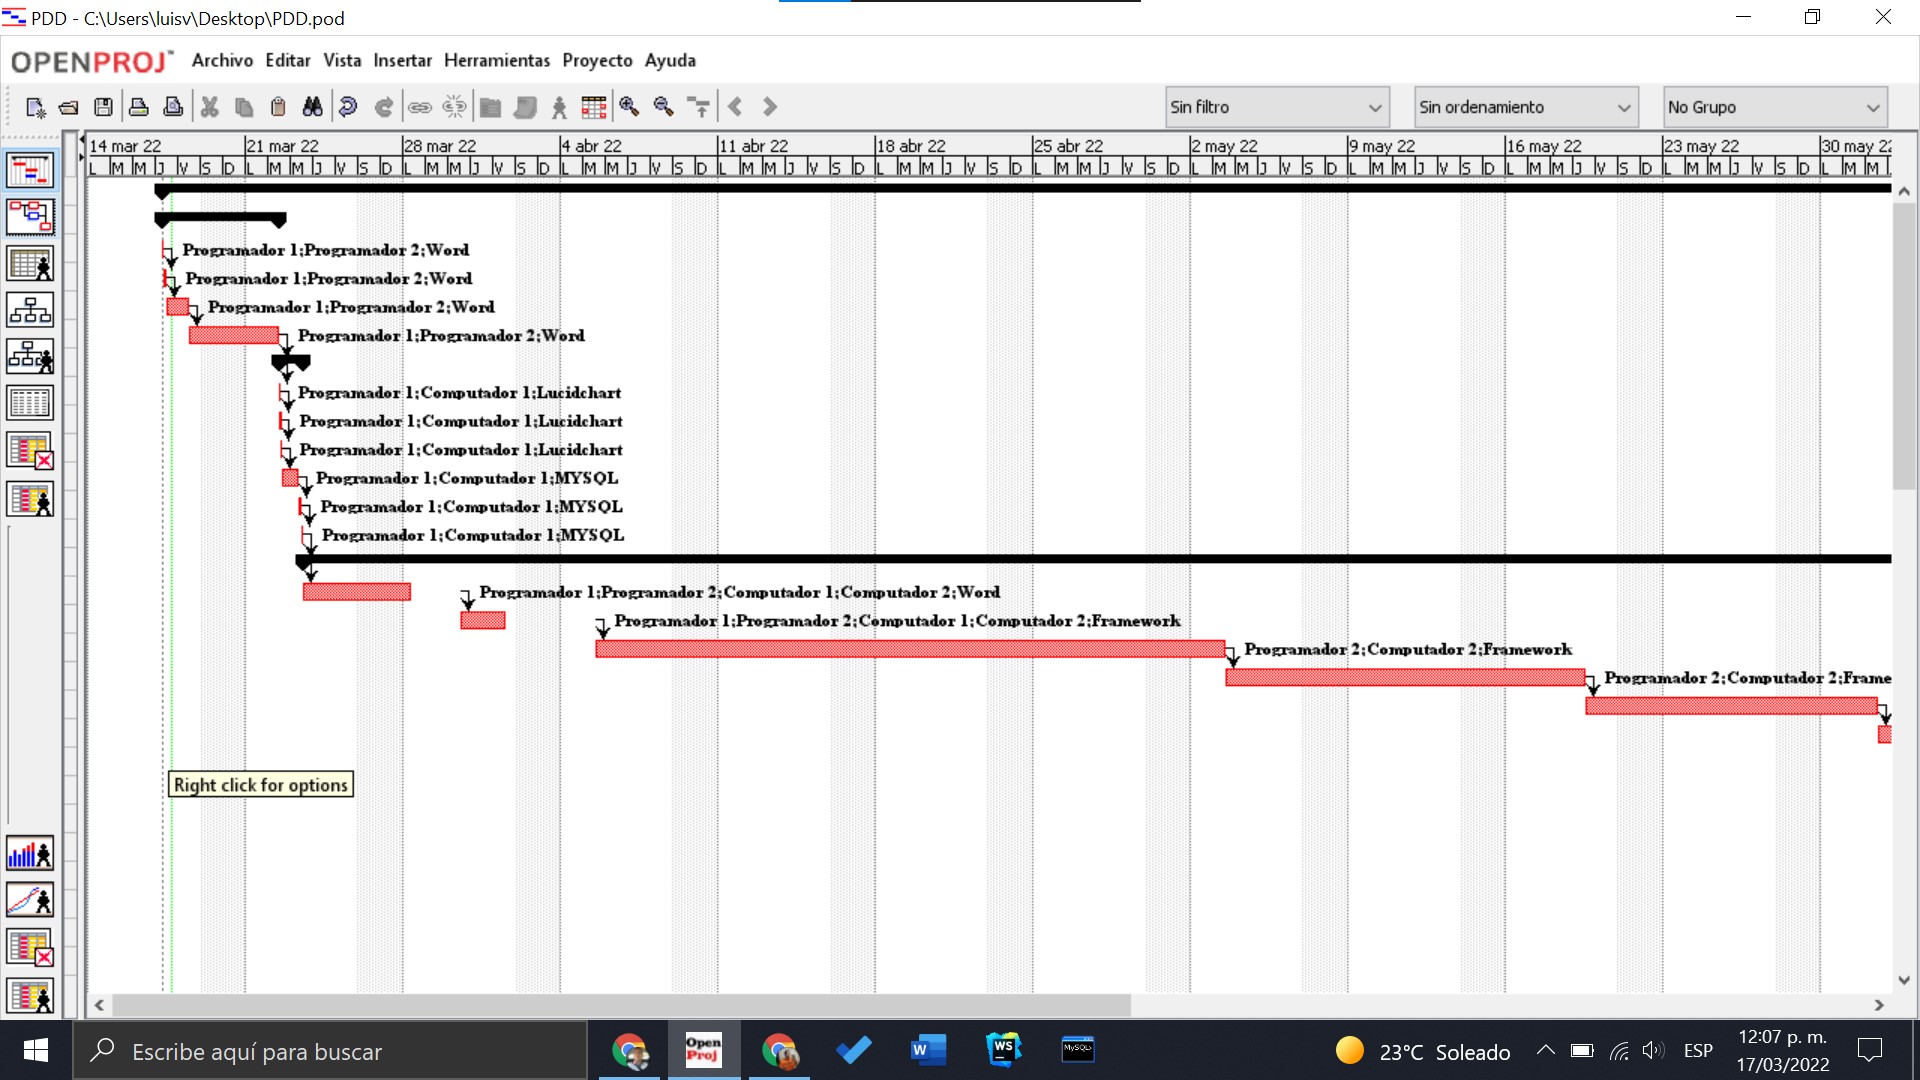 PDD - C:\Users\luisv\Desktop\PDD.pod
OPENPROJ™ Archivo Editar Vista Insertar Herramientas Proyecto Ayuda
Sin filtro Sin ordenamiento No Grupo
14 mar 22 21 mar 22 28 mar 22 4 abr 22 11 abr 22 18 abr 22 25 abr 22 2 may 22 9 may 22 16 may 22 23 may 22 30 may 22
L M M J V S D L M M J V S D L M M J V S D L M M J V S D L M M J V S D L M M J V S D L M M J V S D L M M J V S D L M M J V S D L M M J V S D L M M J V S D L M M J
Programador 1;Programador 2;Word
Programador 1;Programador 2;Word
Programador 1;Programador 2;Word
Programador 1;Programador 2;Word
Programador 1;Computador 1;Lucidchart
Programador 1;Computador 1;Lucidchart
Programador 1;Computador 1;Lucidchart
Programador 1;Computador 1;MYSQL
Programador 1;Computador 1;MYSQL
Programador 1;Computador 1;MYSQL
Programador 1;Programador 2;Computador 1;Computador 2;Word
Programador 1;Programador 2;Computador 1;Computador 2;Framework
Programador 2;Computador 2;Framework
Programador 2;Computador 2;Frame
Right click for options
Escribe aquí para buscar
Open Proj
W
WS
MySQL
23°C Soleado
ESP
12:07 p. m.
17/03/2022